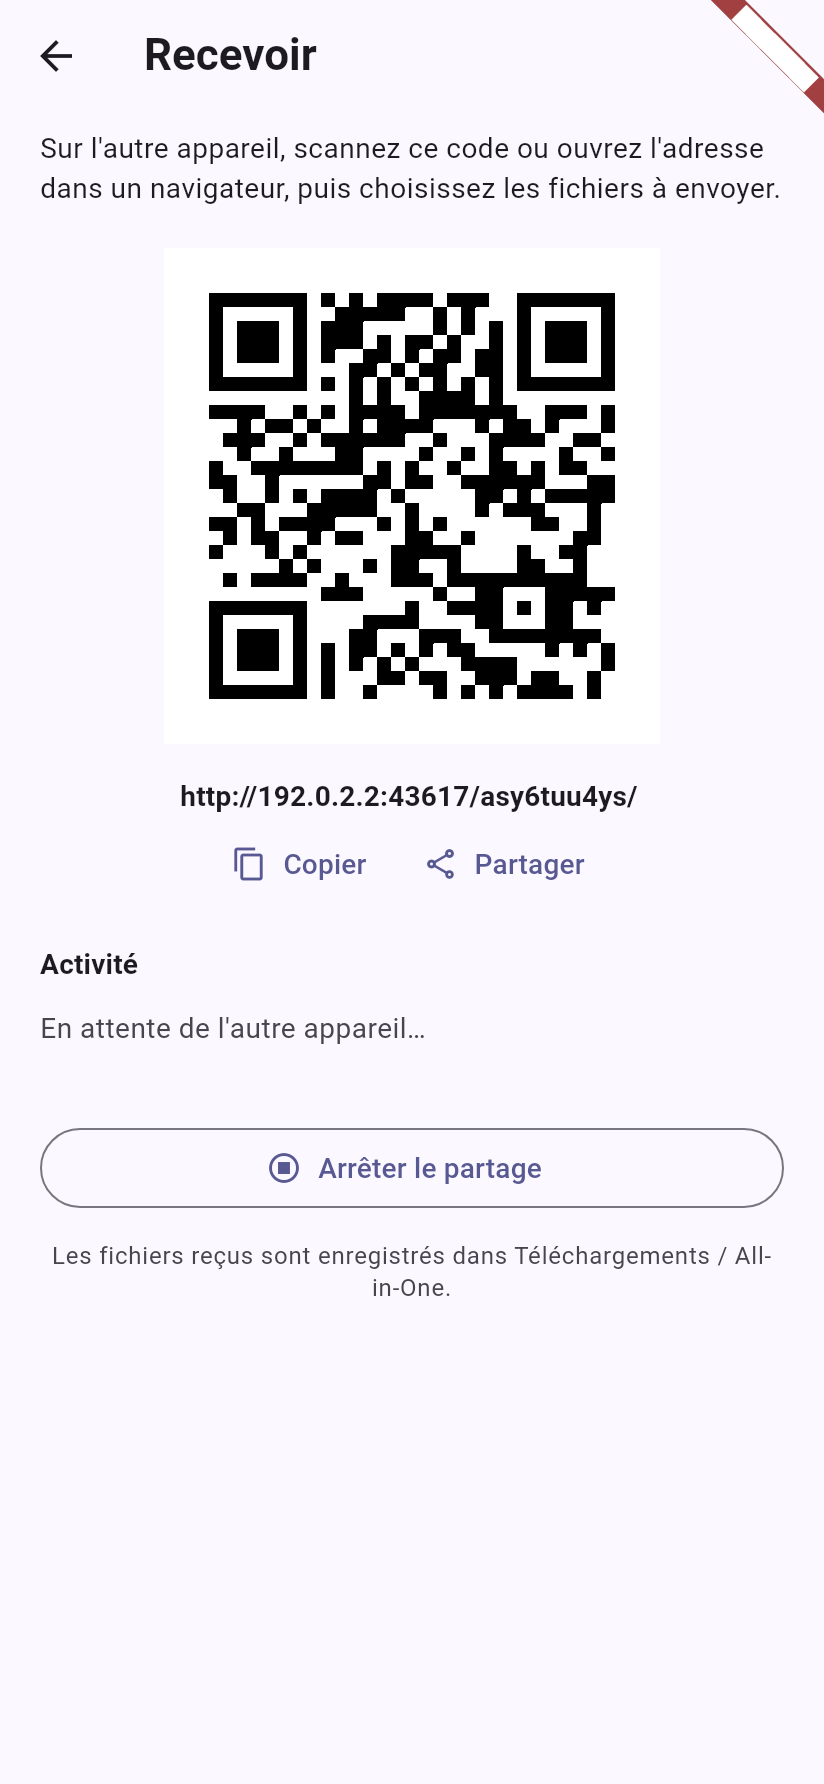 Recevoir
Sur l'autre appareil, scannez ce code ou ouvrez l'adresse
dans un navigateur, puis choisissez les fichiers à envoyer.
http://192.0.2.2:43617/asy6tuu4ys/
Copier
Partager
Activité
En attente de l'autre appareil…
Arrêter le partage
Les fichiers reçus sont enregistrés dans Téléchargements / All-
in-One.